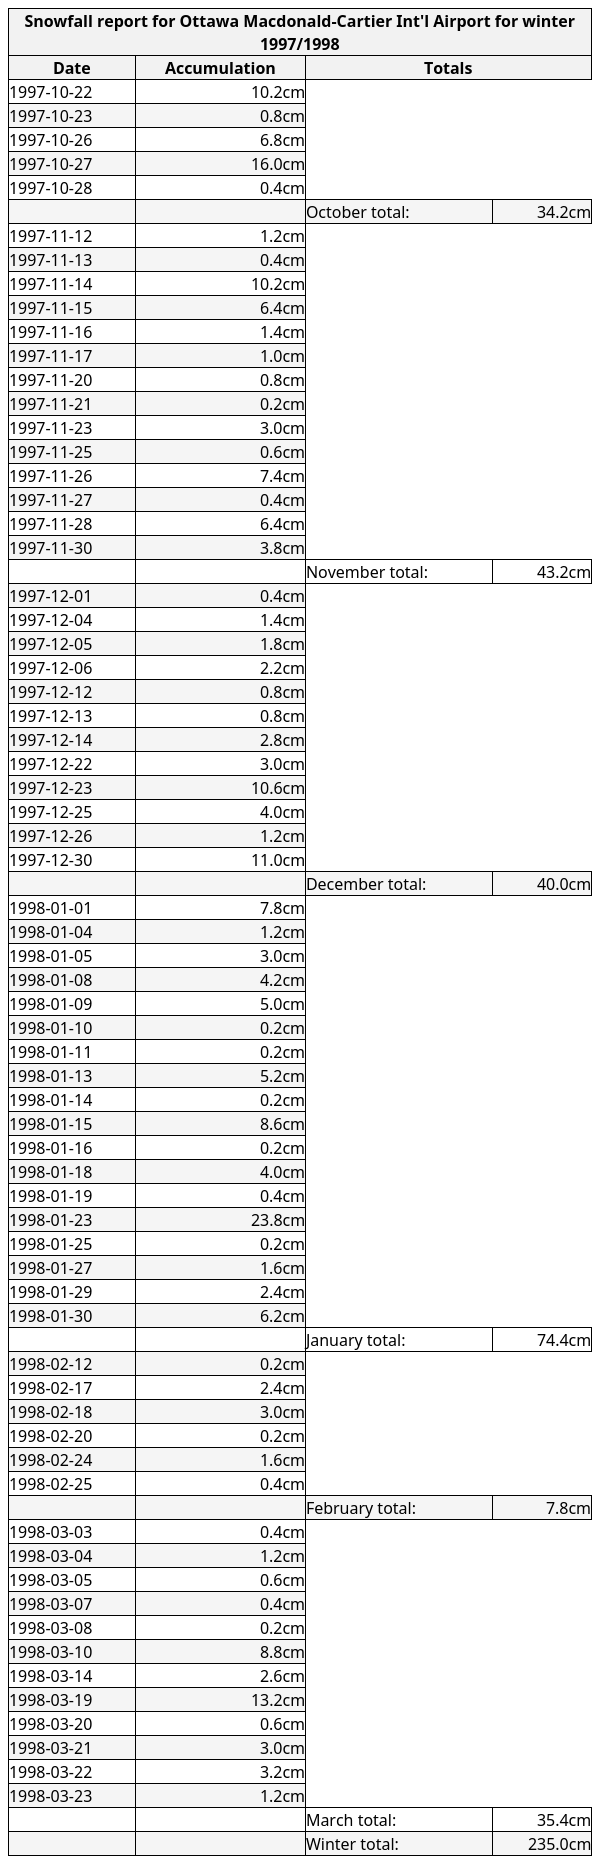 Snowfall report for Ottawa Macdonald-Cartier Int'l Airport for winter
1997/1998
Date Accumulation Totals
1997-10-22 10.2cm
1997-10-23 0.8cm
1997-10-26 6.8cm
1997-10-27 16.0cm
1997-10-28 0.4cm
October total: 34.2cm
1997-11-12 1.2cm
1997-11-13 0.4cm
1997-11-14 10.2cm
1997-11-15 6.4cm
1997-11-16 1.4cm
1997-11-17 1.0cm
1997-11-20 0.8cm
1997-11-21 0.2cm
1997-11-23 3.0cm
1997-11-25 0.6cm
1997-11-26 7.4cm
1997-11-27 0.4cm
1997-11-28 6.4cm
1997-11-30 3.8cm
November total: 43.2cm
1997-12-01 0.4cm
1997-12-04 1.4cm
1997-12-05 1.8cm
1997-12-06 2.2cm
1997-12-12 0.8cm
1997-12-13 0.8cm
1997-12-14 2.8cm
1997-12-22 3.0cm
1997-12-23 10.6cm
1997-12-25 4.0cm
1997-12-26 1.2cm
1997-12-30 11.0cm
December total: 40.0cm
1998-01-01 7.8cm
1998-01-04 1.2cm
1998-01-05 3.0cm
1998-01-08 4.2cm
1998-01-09 5.0cm
1998-01-10 0.2cm
1998-01-11 0.2cm
1998-01-13 5.2cm
1998-01-14 0.2cm
1998-01-15 8.6cm
1998-01-16 0.2cm
1998-01-18 4.0cm
1998-01-19 0.4cm
1998-01-23 23.8cm
1998-01-25 0.2cm
1998-01-27 1.6cm
1998-01-29 2.4cm
1998-01-30 6.2cm
January total: 74.4cm
1998-02-12 0.2cm
1998-02-17 2.4cm
1998-02-18 3.0cm
1998-02-20 0.2cm
1998-02-24 1.6cm
1998-02-25 0.4cm
February total: 7.8cm
1998-03-03 0.4cm
1998-03-04 1.2cm
1998-03-05 0.6cm
1998-03-07 0.4cm
1998-03-08 0.2cm
1998-03-10 8.8cm
1998-03-14 2.6cm
1998-03-19 13.2cm
1998-03-20 0.6cm
1998-03-21 3.0cm
1998-03-22 3.2cm
1998-03-23 1.2cm
March total: 35.4cm
Winter total: 235.0cm